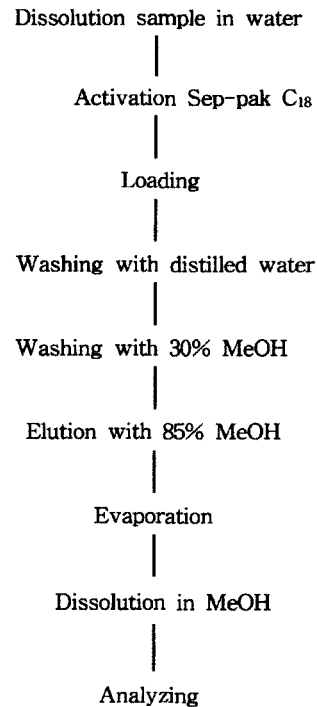 Dissolution sample in water
Activation Sep-pak C₁₈
Loading
Washing with distilled water
Washing with 30% MeOH
Elution with 85% MeOH
Evaporation
Dissolution in MeOH
Analyzing